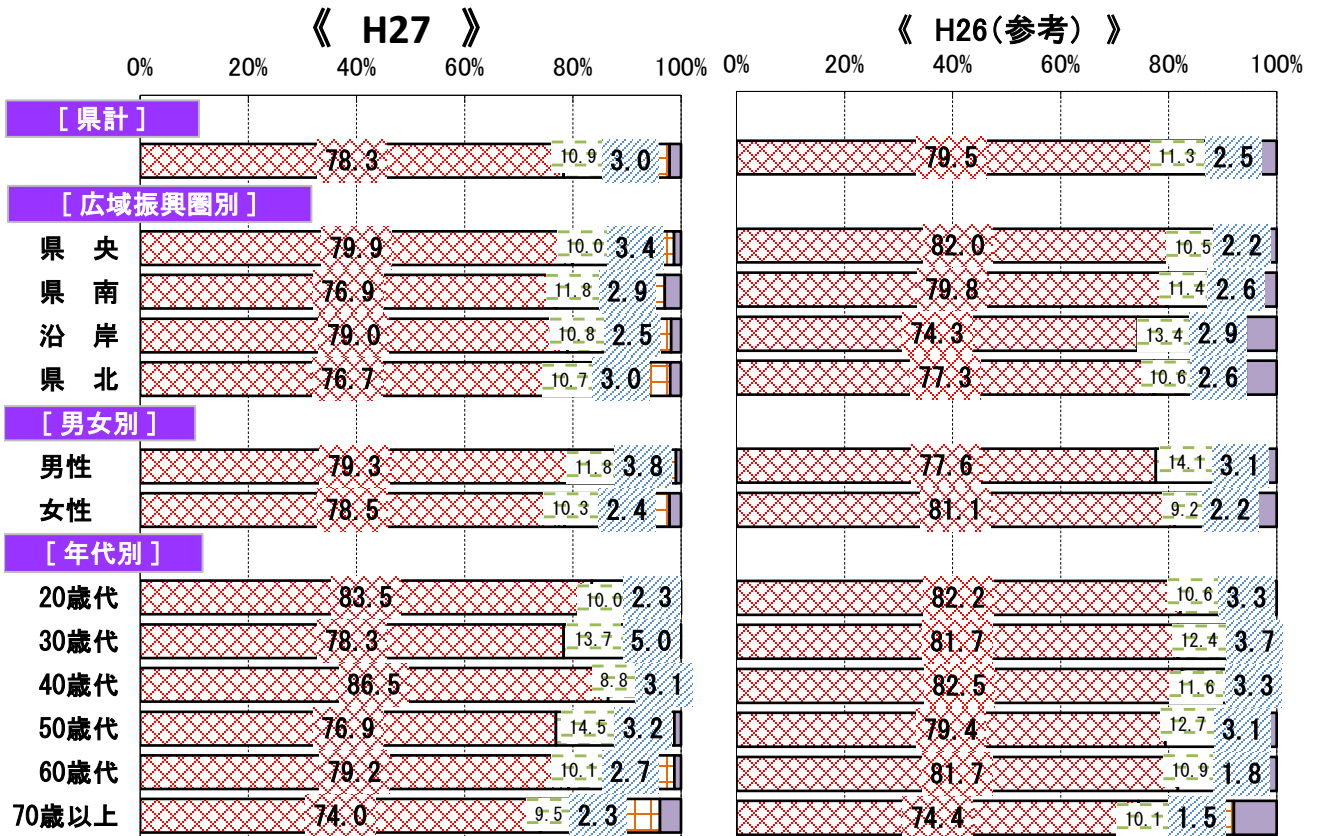 《 H27 》 《 H26(参考) 》
0% 20% 40% 60% 80% 100% 0% 20% 40% 60% 80% 100%
[ 県計 ]
78.3 10.9 3.0 79.5 11.3 2.5
[ 広域振興圏別 ]
県 央 79.9 10.0 3.4 82.0 10.5 2.2
県 南 76.9 11.8 2.9 79.8 11.4 2.6
沿 岸 79.0 10.8 2.5 74.3 13.4 2.9
県 北 76.7 10.7 3.0 77.3 10.6 2.6
[ 男女別 ]
男性 79.3 11.8 3.8 77.6 14.1 3.1
女性 78.5 10.3 2.4 81.1 9.2 2.2
[ 年代別 ]
20歳代 83.5 10.0 2.3 82.2 10.6 3.3
30歳代 78.3 13.7 5.0 81.7 12.4 3.7
40歳代 86.5 8.8 3.1 82.5 11.6 3.3
50歳代 76.9 14.5 3.2 79.4 12.7 3.1
60歳代 79.2 10.1 2.7 81.7 10.9 1.8
70歳以上 74.0 9.5 2.3 74.4 10.1 1.5